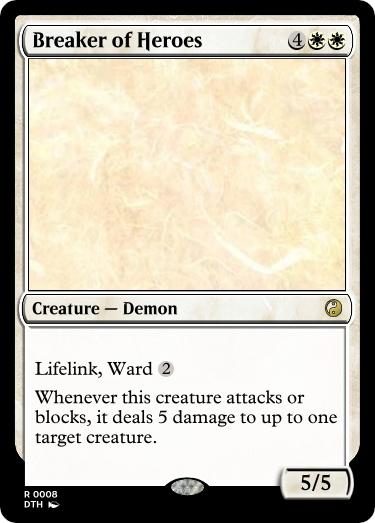 Breaker of Heroes 4
Creature — Demon
Lifelink, Ward 2
Whenever this creature attacks or
blocks, it deals 5 damage to up to one
target creature.
5/5
R 0008
DTH